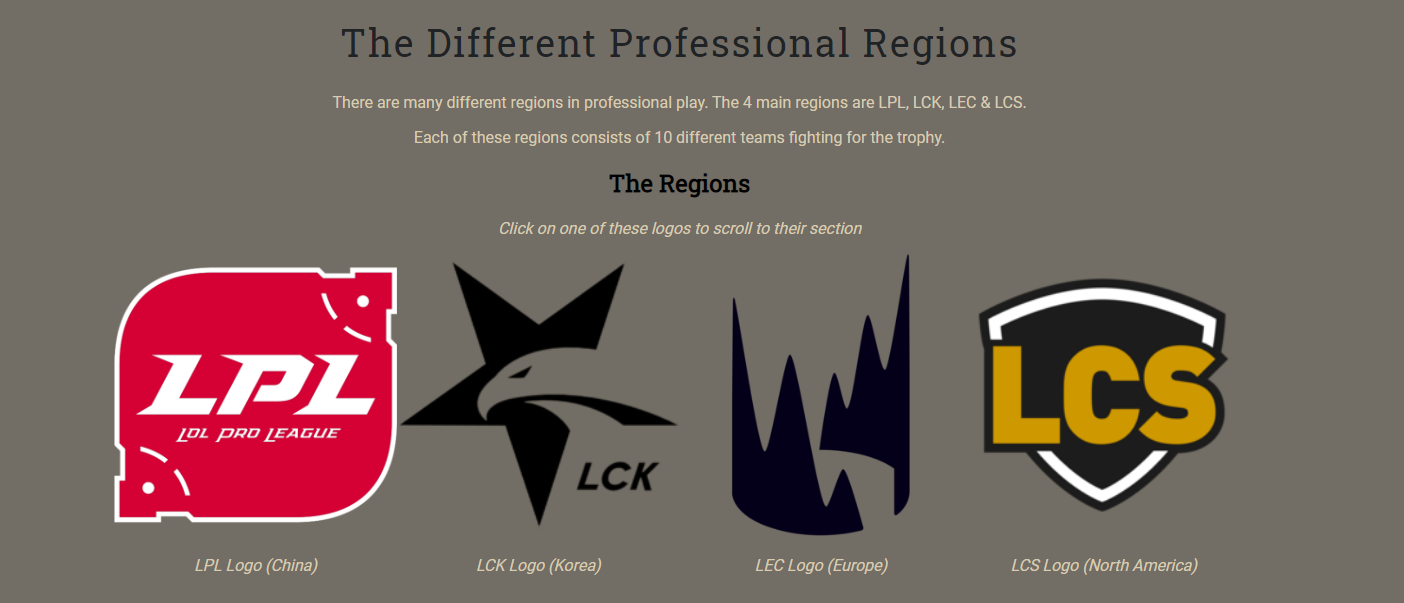 The Different Professional Regions
There are many different regions in professional play. The 4 main regions are LPL, LCK, LEC & LCS.
Each of these regions consists of 10 different teams fighting for the trophy.
The Regions
Click on one of these logos to scroll to their section
LPL
LOL PRO LEAGUE
LCK
LCS
LPL Logo (China)
LCK Logo (Korea)
LEC Logo (Europe)
LCS Logo (North America)